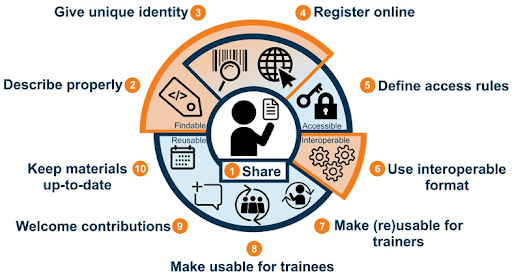 Give unique identity 3
4 Register online
Describe properly 2
</>
5 Define access rules
Findable
Accessible
Reusable
Interoperable
1 Share
Keep materials 10
up-to-date
6 Use interoperable
format
Welcome contributions 9
7 Make (re)usable for
trainers
8
Make usable for trainees